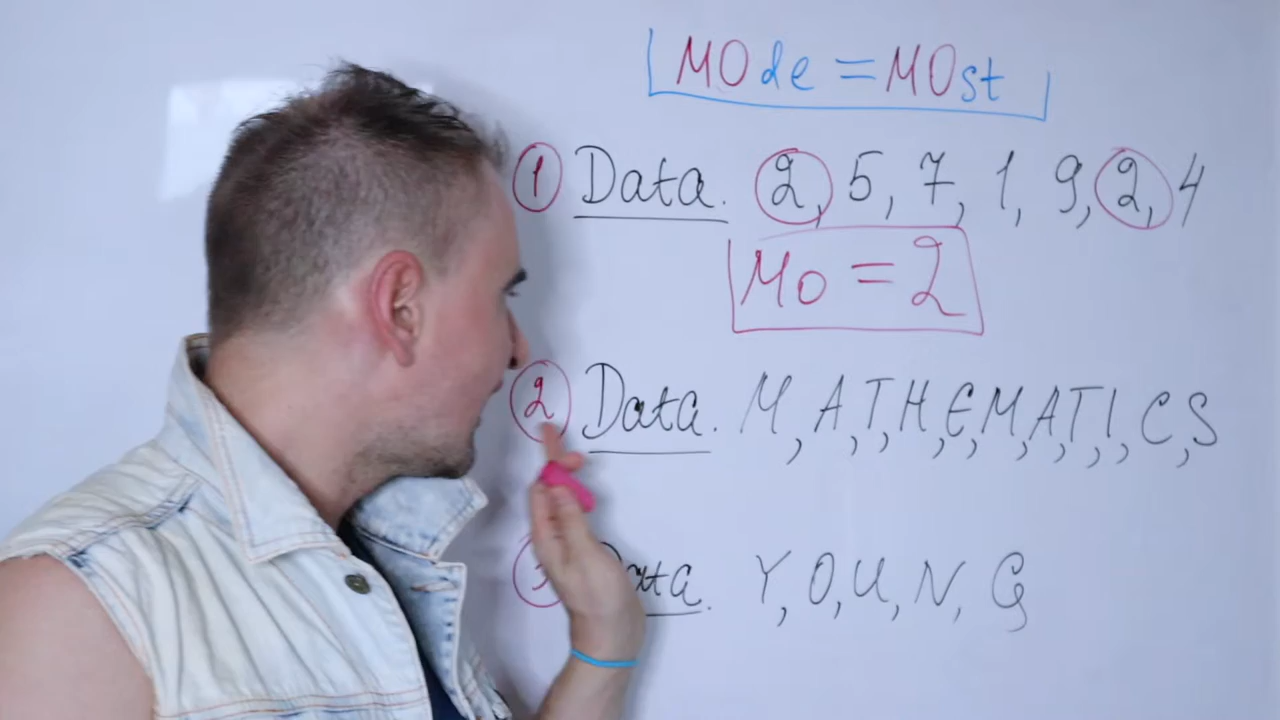 MOde = MOst
1 Data. 2, 5, 7, 1, 9, 2, 4
Mo = 2
2 Data. M, A, T, H, E, M, A, T, I, C, S
3 Data. Y, O, U, N, G